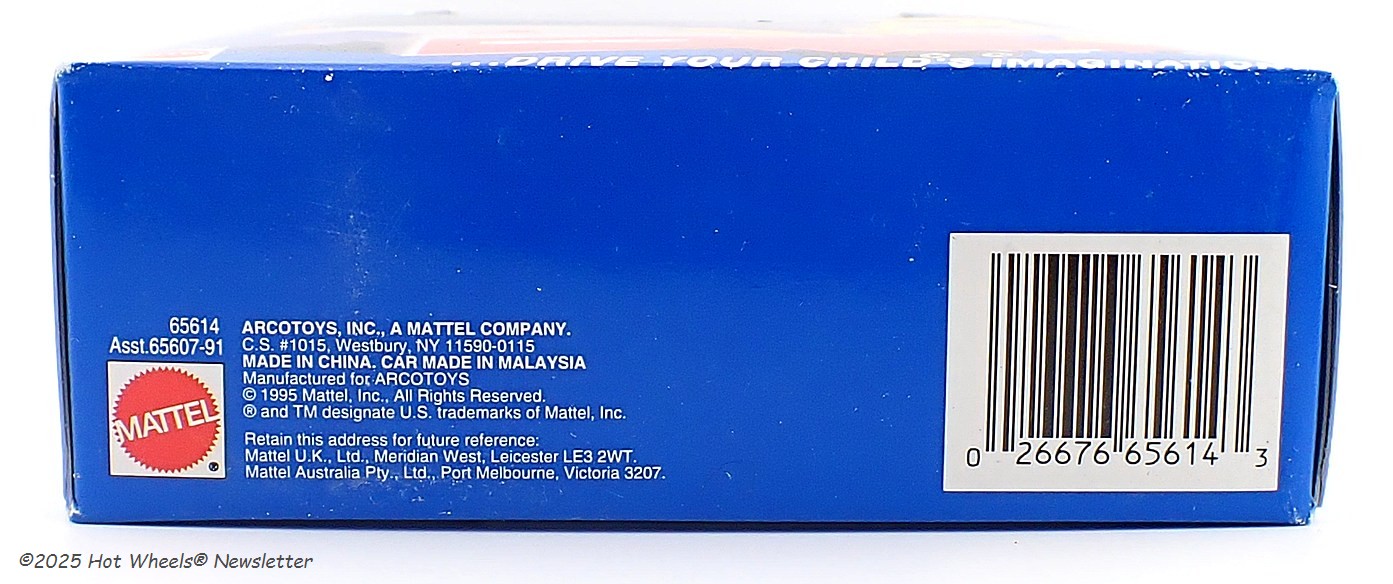 ...DRIVE YOUR CHILD'S IMAGINATION
65614
Asst.65607-91
ARCOTOYS, INC., A MATTEL COMPANY.
C.S. #1015, Westbury, NY 11590-0115
MADE IN CHINA. CAR MADE IN MALAYSIA
Manufactured for ARCOTOYS
© 1995 Mattel, Inc., All Rights Reserved.
® and TM designate U.S. trademarks of Mattel, Inc.
MATTEL®
Retain this address for future reference:
Mattel U.K., Ltd., Meridian West, Leicester LE3 2WT.
Mattel Australia Pty., Ltd., Port Melbourne, Victoria 3207.
0 26676 65614 3
©2025 Hot Wheels® Newsletter